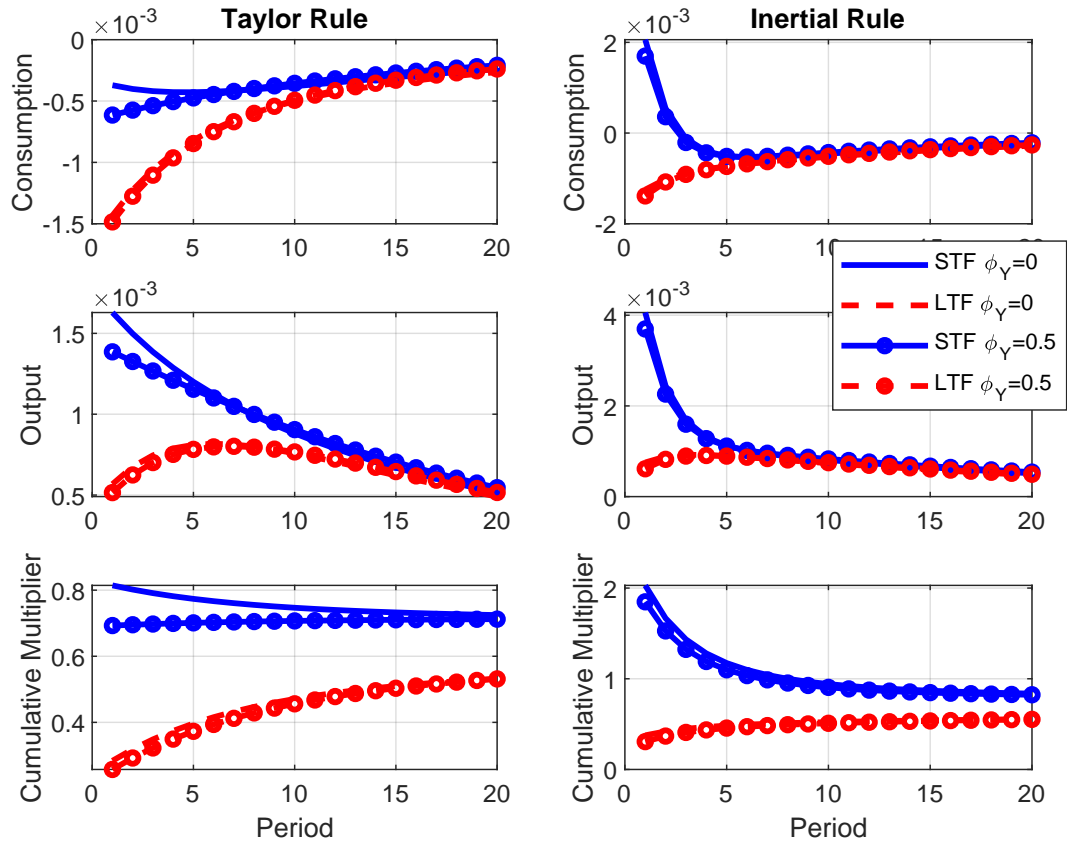 Taylor Rule
Inertial Rule
×10⁻³
×10⁻³
Consumption
0
-0.5
-1
-1.5
0 5 10 15 20
Consumption
2
0
-2
0 5 10 15 20
×10⁻³
×10⁻³
Output
1.5
1
0.5
0 5 10 15 20
Output
4
2
0
0 5 10 15 20
STF ϕ_Y=0
LTF ϕ_Y=0
STF ϕ_Y=0.5
LTF ϕ_Y=0.5
Cumulative Multiplier
0.8
0.6
0.4
0 5 10 15 20
Period
Cumulative Multiplier
2
1
0
0 5 10 15 20
Period